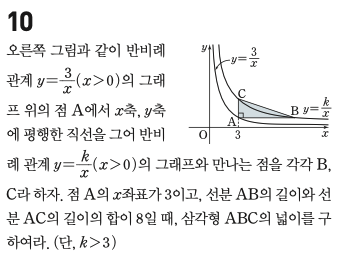 10
오른쪽 그림과 같이 반비례
관계 y=3/x(x>0)의 그래
프 위의 점 A에서 x축, y축
에 평행한 직선을 그어 반비
례 관계 y=k/x(x>0)의 그래프와 만나는 점을 각각 B,
C라 하자. 점 A의 x좌표가 3이고, 선분 AB의 길이와 선
분 AC의 길이의 합이 8일 때, 삼각형 ABC의 넓이를 구
하여라. (단, k>3)
y
y=3/x
C
B
y=k/x
A
O
3
x